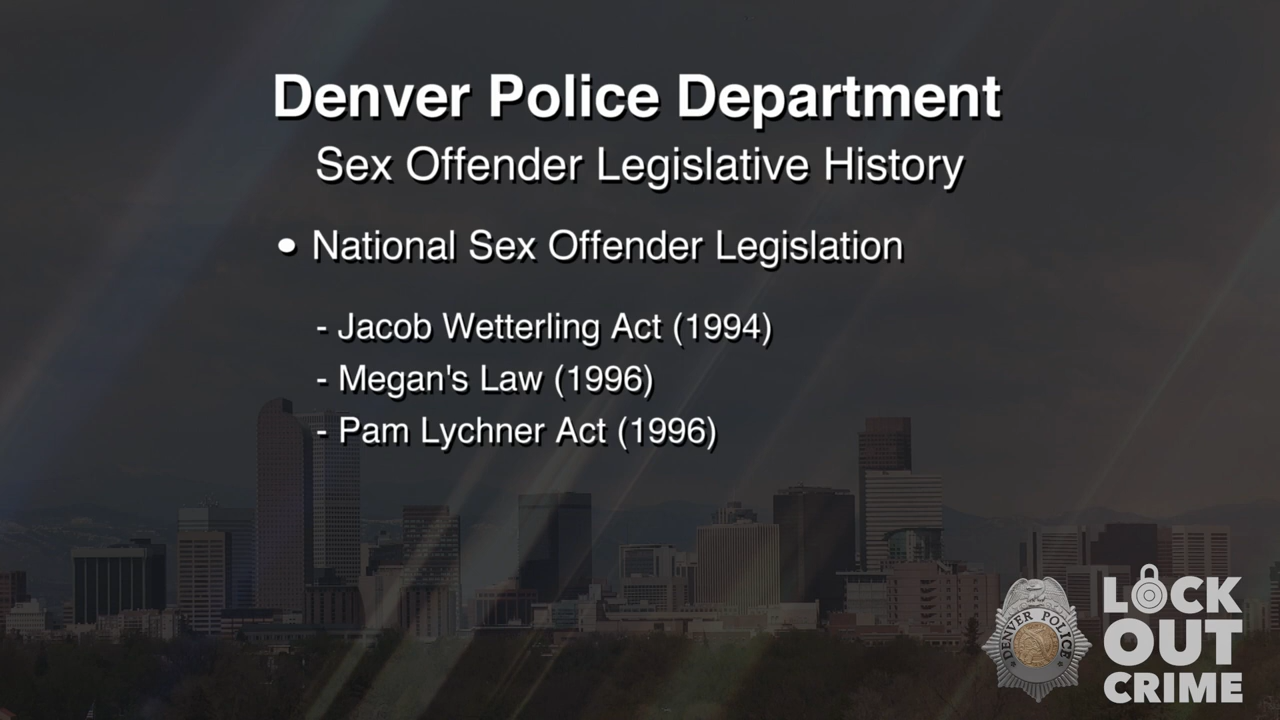 Denver Police Department
Sex Offender Legislative History
• National Sex Offender Legislation
- Jacob Wetterling Act (1994)
- Megan's Law (1996)
- Pam Lychner Act (1996)
DENVER POLICE
LOCK
OUT
CRIME